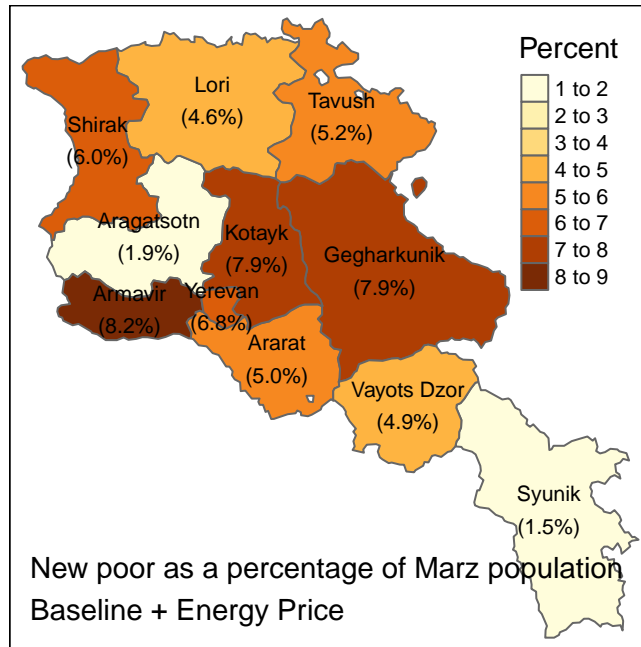 Percent
1 to 2
2 to 3
3 to 4
4 to 5
5 to 6
6 to 7
7 to 8
8 to 9
Lori
(4.6%)
Tavush
(5.2%)
Shirak
(6.0%)
Aragatsotn
(1.9%)
Kotayk
(7.9%)
Gegharkunik
(7.9%)
Armavir
(8.2%)
Yerevan
(6.8%)
Ararat
(5.0%)
Vayots Dzor
(4.9%)
Syunik
(1.5%)
New poor as a percentage of Marz population
Baseline + Energy Price